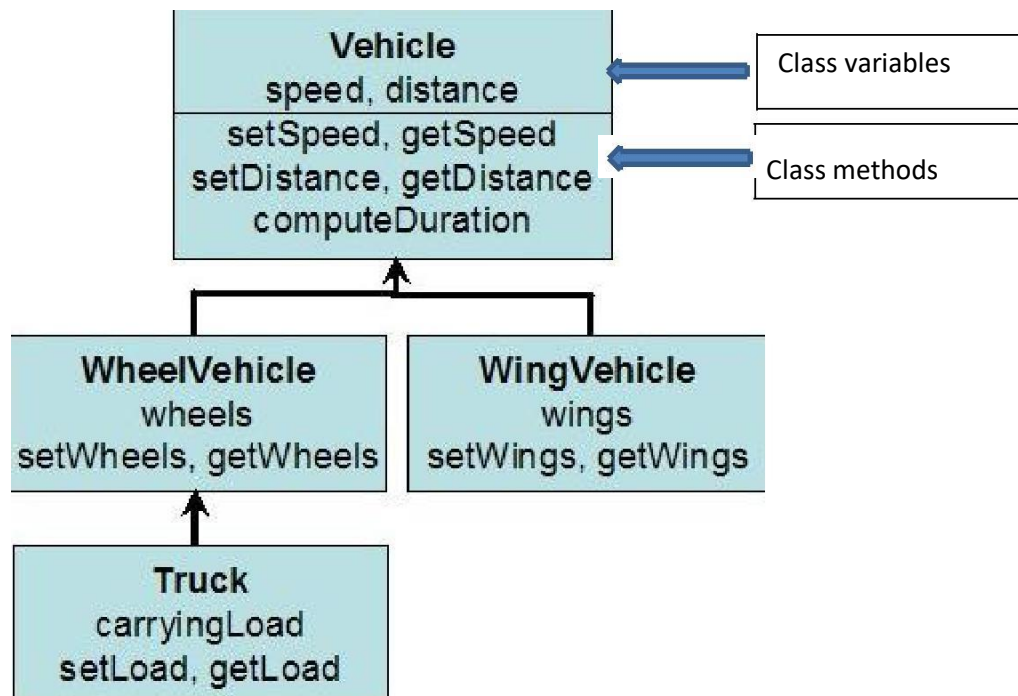 Vehicle
speed, distance
setSpeed, getSpeed
setDistance, getDistance
computeDuration
Class variables
Class methods
WheelVehicle
wheels
setWheels, getWheels
WingVehicle
wings
setWings, getWings
Truck
carryingLoad
setLoad, getLoad